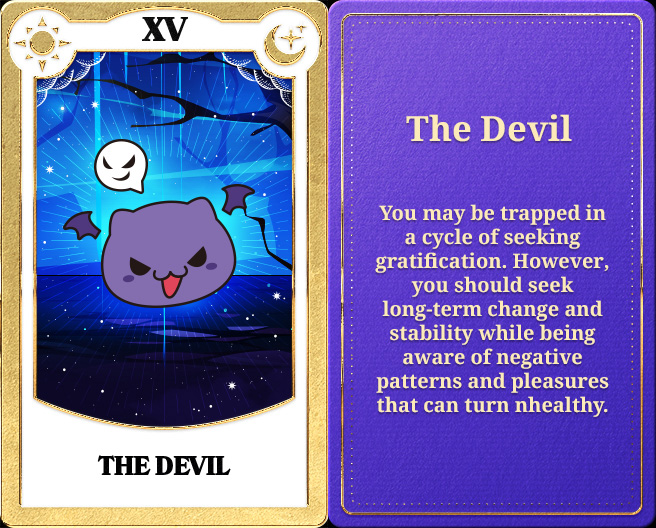 XV
THE DEVIL
The Devil
You may be trapped in
a cycle of seeking
gratification. However,
you should seek
long-term change and
stability while being
aware of negative
patterns and pleasures
that can turn nhealthy.